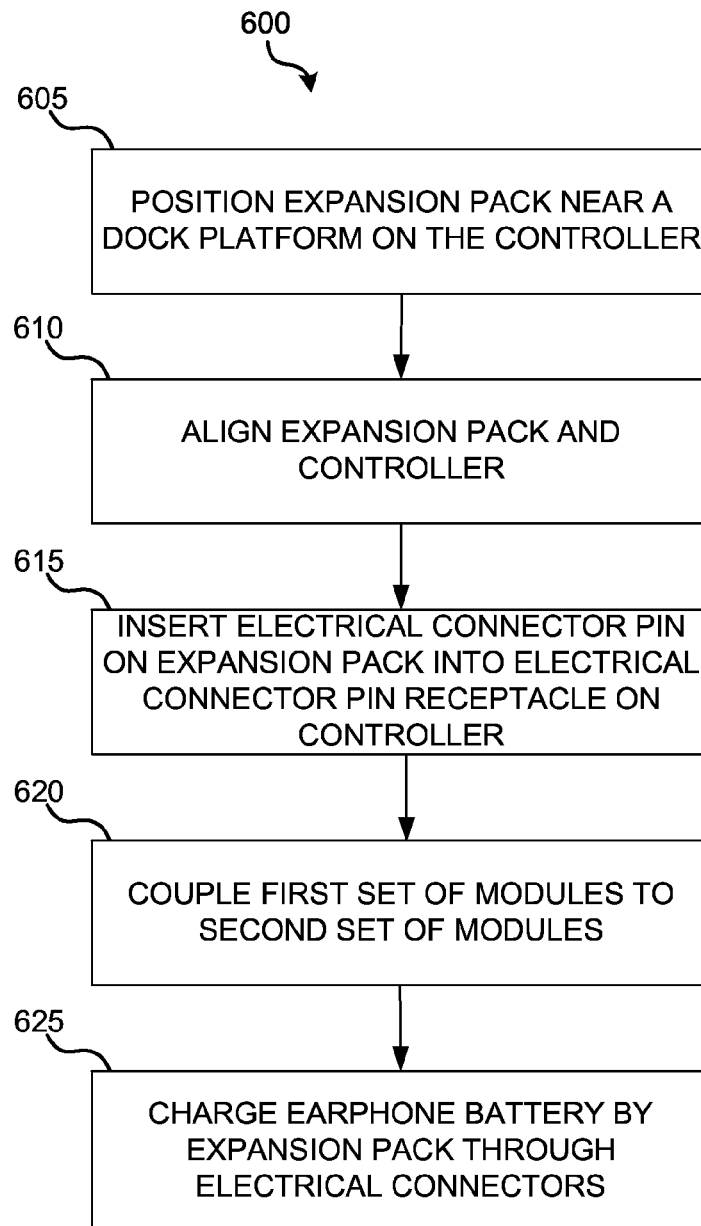 600
605
POSITION EXPANSION PACK NEAR A
DOCK PLATFORM ON THE CONTROLLER
610
ALIGN EXPANSION PACK AND
CONTROLLER
615
INSERT ELECTRICAL CONNECTOR PIN
ON EXPANSION PACK INTO ELECTRICAL
CONNECTOR PIN RECEPTACLE ON
CONTROLLER
620
COUPLE FIRST SET OF MODULES TO
SECOND SET OF MODULES
625
CHARGE EARPHONE BATTERY BY
EXPANSION PACK THROUGH
ELECTRICAL CONNECTORS